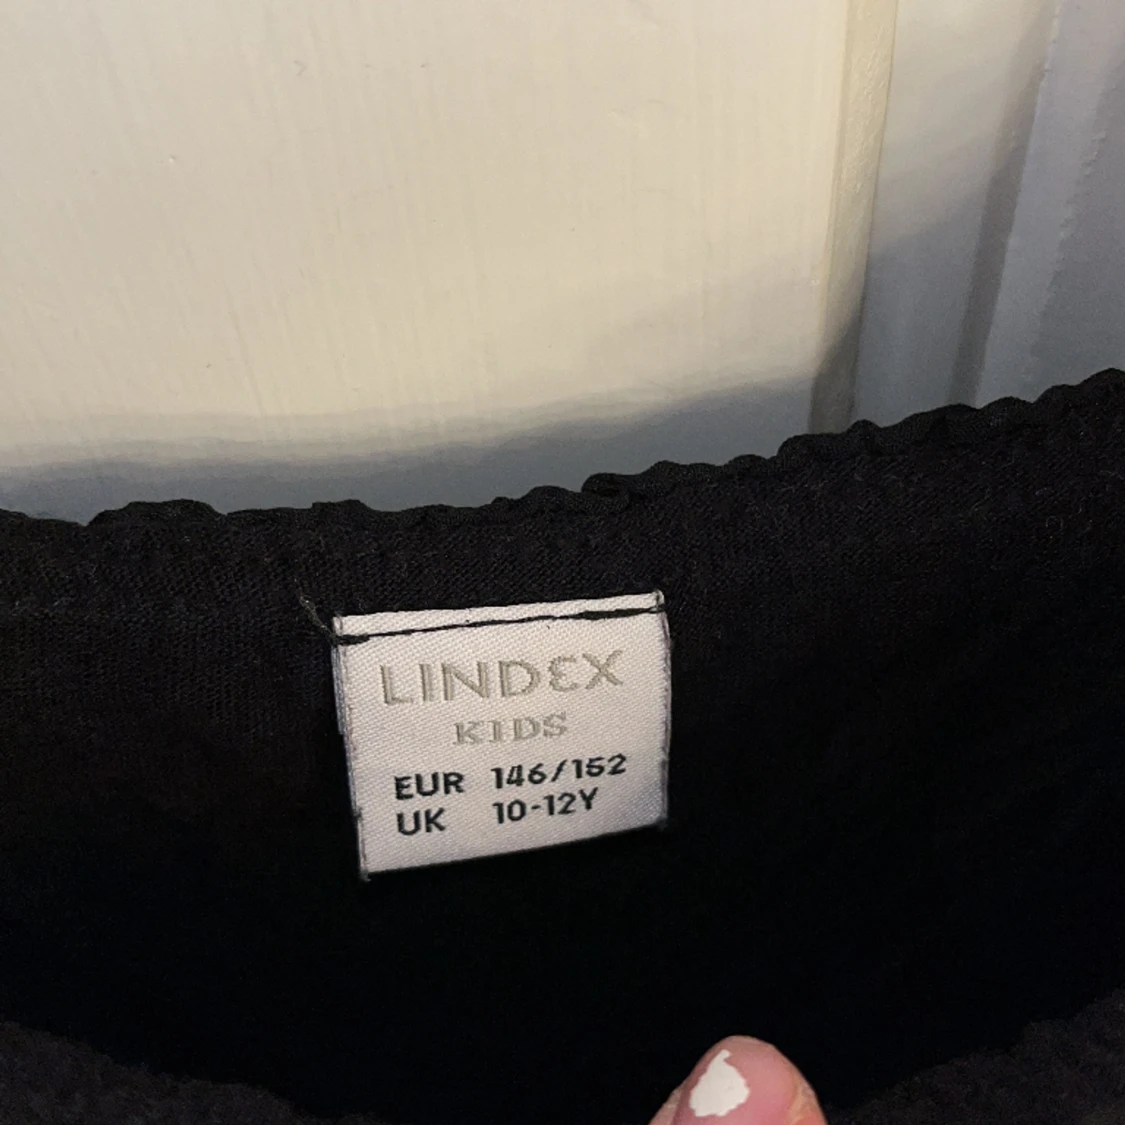 LINDEX
KIDS
EUR 146/152
UK 10-12Y